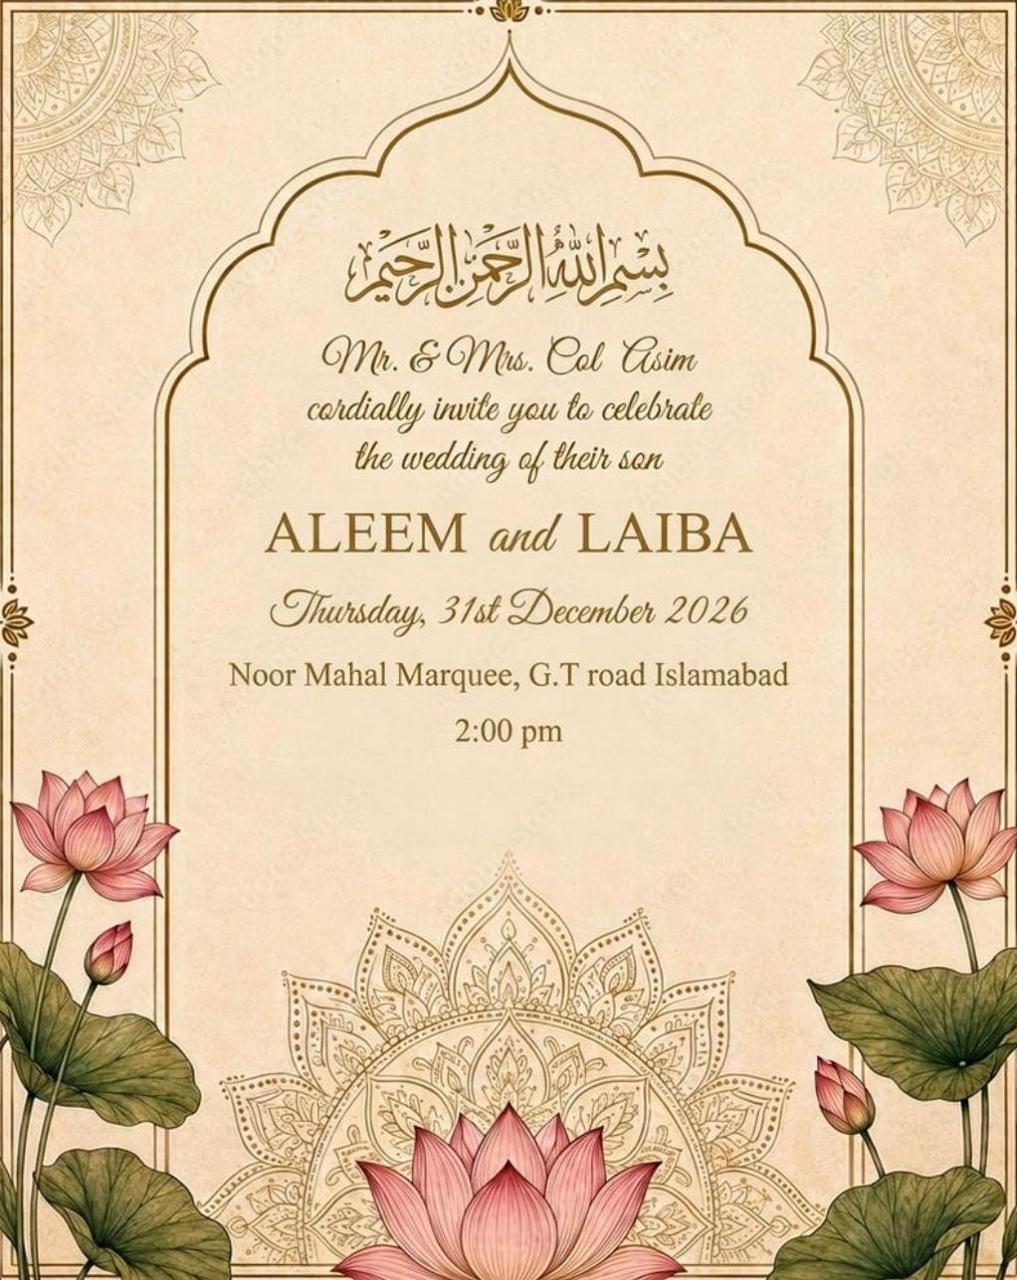 بِسْمِ اللهِ الرَّحْمٰنِ الرَّحِيْمِ
Mr. & Mrs. Col Asim
cordially invite you to celebrate
the wedding of their son
ALEEM and LAIBA
Thursday, 31st December 2026
Noor Mahal Marquee, G.T road Islamabad
2:00 pm